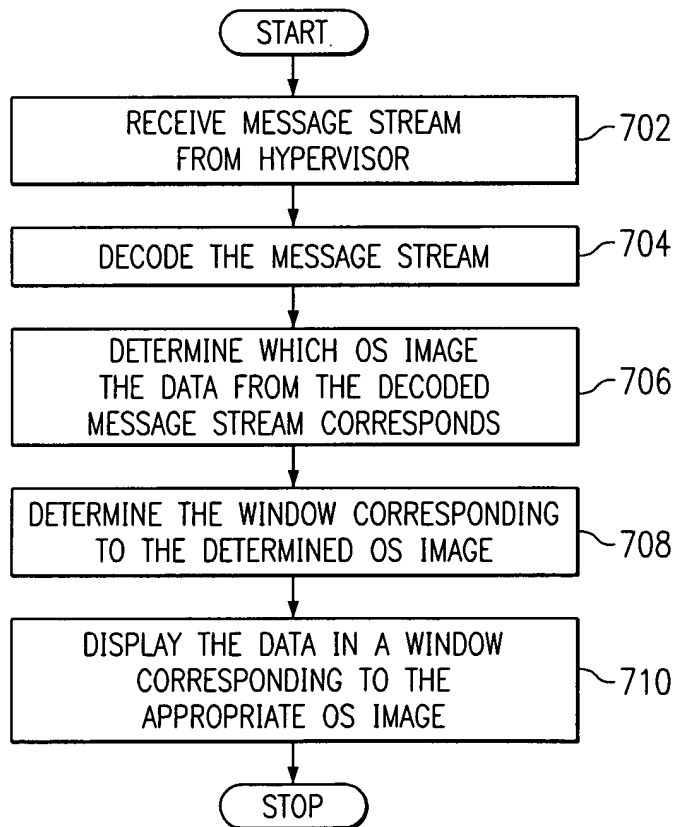 START
RECEIVE MESSAGE STREAM
FROM HYPERVISOR
702
DECODE THE MESSAGE STREAM
704
DETERMINE WHICH OS IMAGE
THE DATA FROM THE DECODED
MESSAGE STREAM CORRESPONDS
706
DETERMINE THE WINDOW CORRESPONDING
TO THE DETERMINED OS IMAGE
708
DISPLAY THE DATA IN A WINDOW
CORRESPONDING TO THE
APPROPRIATE OS IMAGE
710
STOP